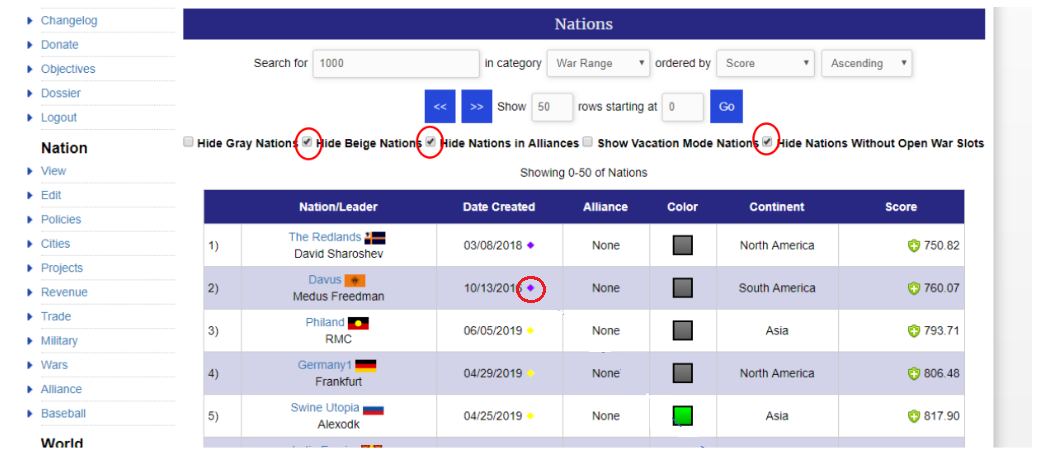 Changelog
Donate
Objectives
Dossier
Logout
Nation
View
Edit
Policies
Cities
Projects
Revenue
Trade
Military
Wars
Alliance
Baseball
World
Nations
Search for 1000 in category War Range ordered by Score Ascending
<< >> Show 50 rows starting at 0 Go
Hide Gray Nations Hide Beige Nations Hide Nations in Alliances Show Vacation Mode Nations Hide Nations Without Open War Slots
Showing 0-50 of Nations
Nation/Leader Date Created Alliance Color Continent Score
1) The Redlands 03/08/2018 None North America 750.82
David Sharoshev
2) Davus None South America 760.07
Medus Freedman
3) Philand 06/05/2019 None Asia 793.71
RMC
4) Germany1 04/29/2019 None North America 806.48
Frankfurt
5) Swine Utopia 04/25/2019 None Asia 817.90
Alexodk